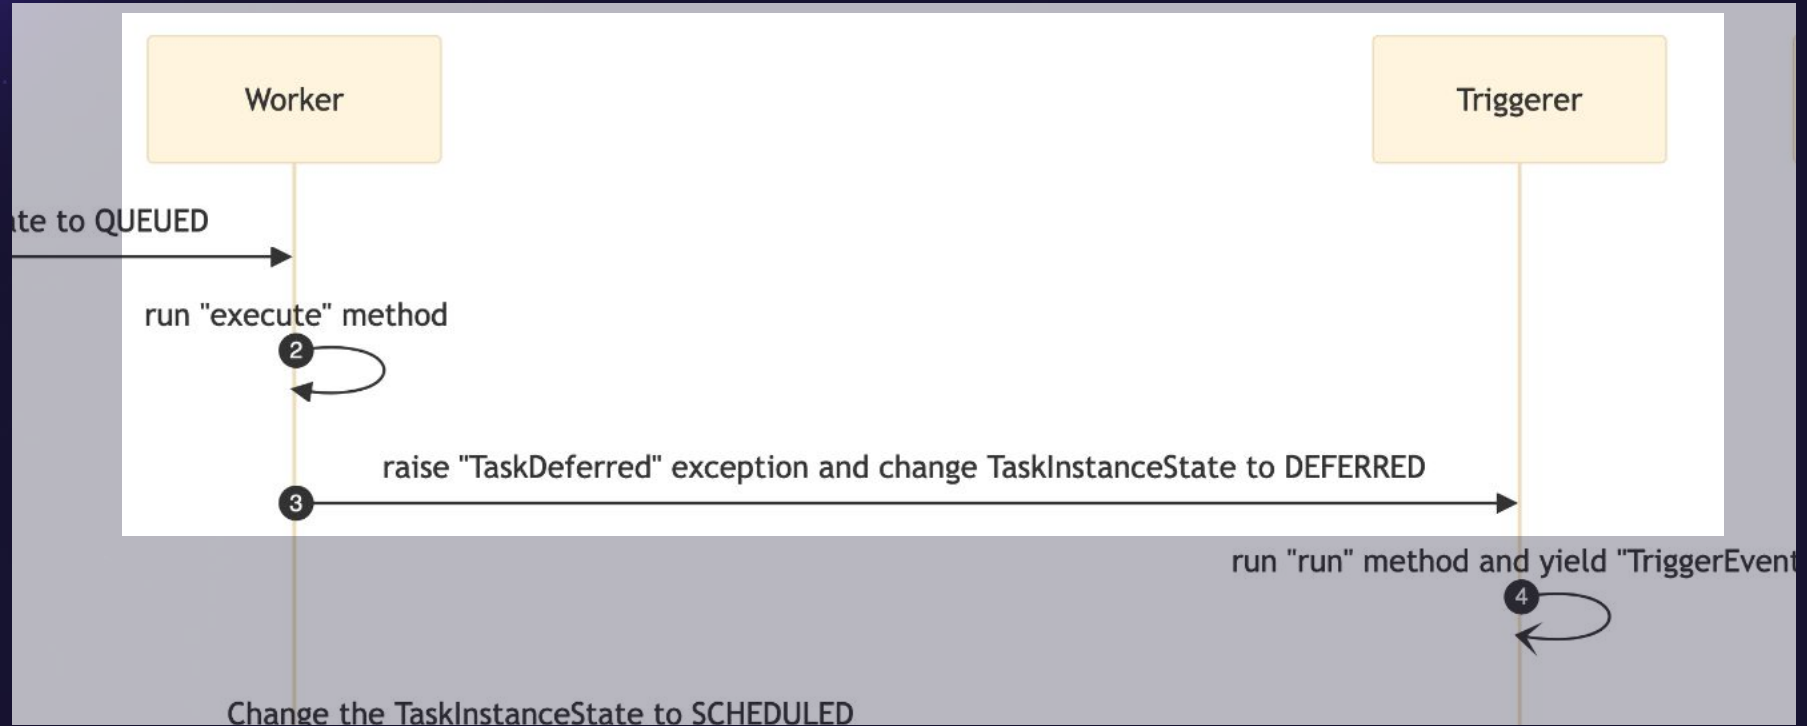 Worker
Triggerer
to QUEUED
run "execute" method
2
raise "TaskDeferred" exception and change TaskInstanceState to DEFERRED
3
run "run" method and yield "TriggerEvent
4
Change the TaskInstanceState to SCHEDULED